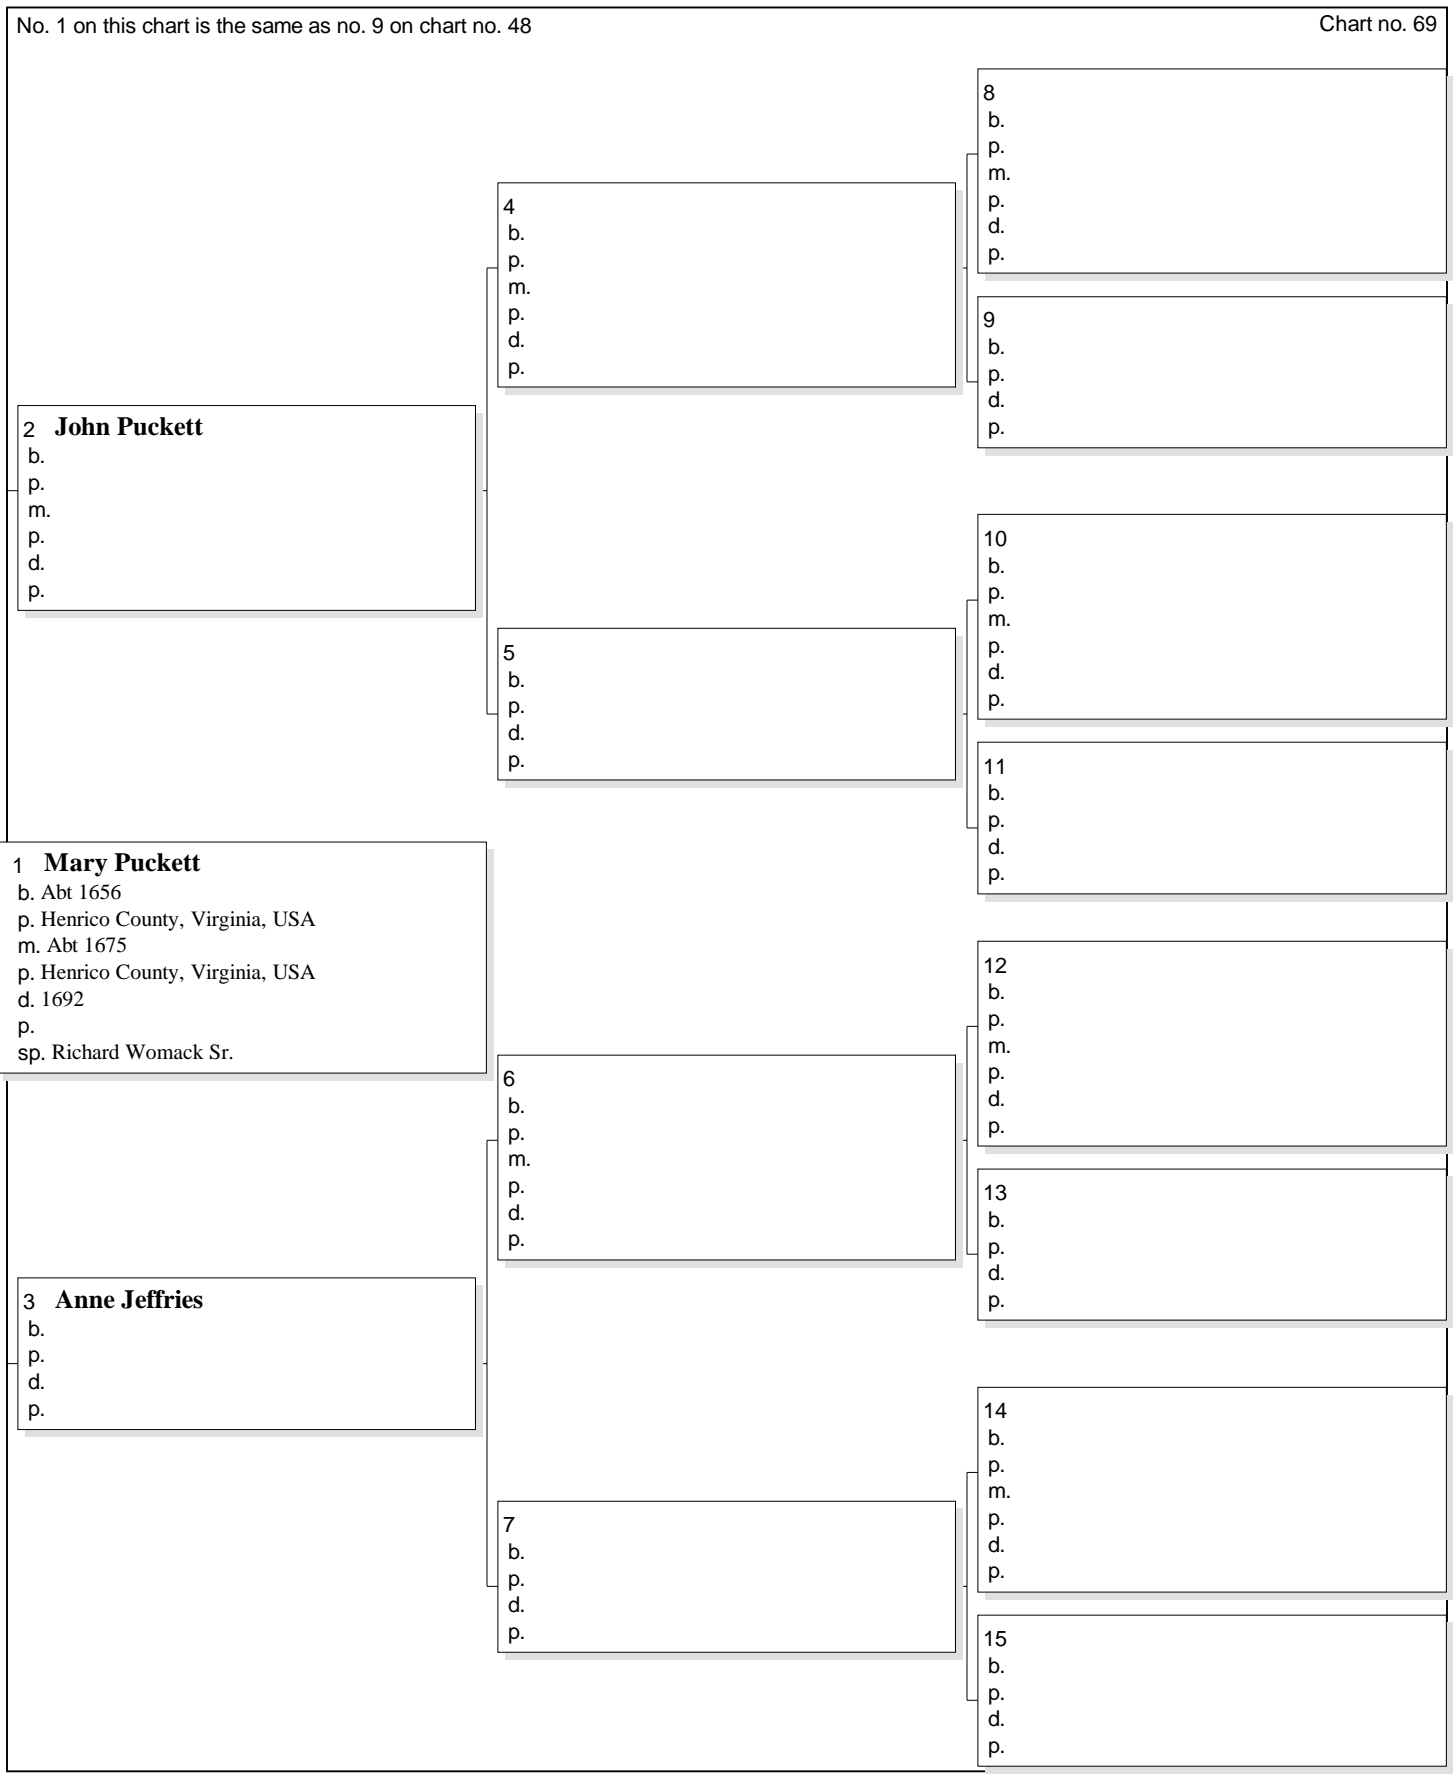 No. 1 on this chart is the same as no. 9 on chart no. 48
Chart no. 69
8
b.
p.
m.
p.
d.
p.
4
b.
p.
m.
p.
d.
p.
9
b.
p.
d.
p.
2 John Puckett
b.
p.
m.
p.
d.
p.
10
b.
p.
m.
p.
d.
p.
5
b.
p.
d.
p.
11
b.
p.
d.
p.
1 Mary Puckett
b. Abt 1656
p. Henrico County, Virginia, USA
m. Abt 1675
p. Henrico County, Virginia, USA
d. 1692
p.
sp. Richard Womack Sr.
12
b.
p.
m.
p.
d.
p.
6
b.
p.
m.
p.
d.
p.
13
b.
p.
d.
p.
3 Anne Jeffries
b.
p.
d.
p.
14
b.
p.
m.
p.
d.
p.
7
b.
p.
d.
p.
15
b.
p.
d.
p.